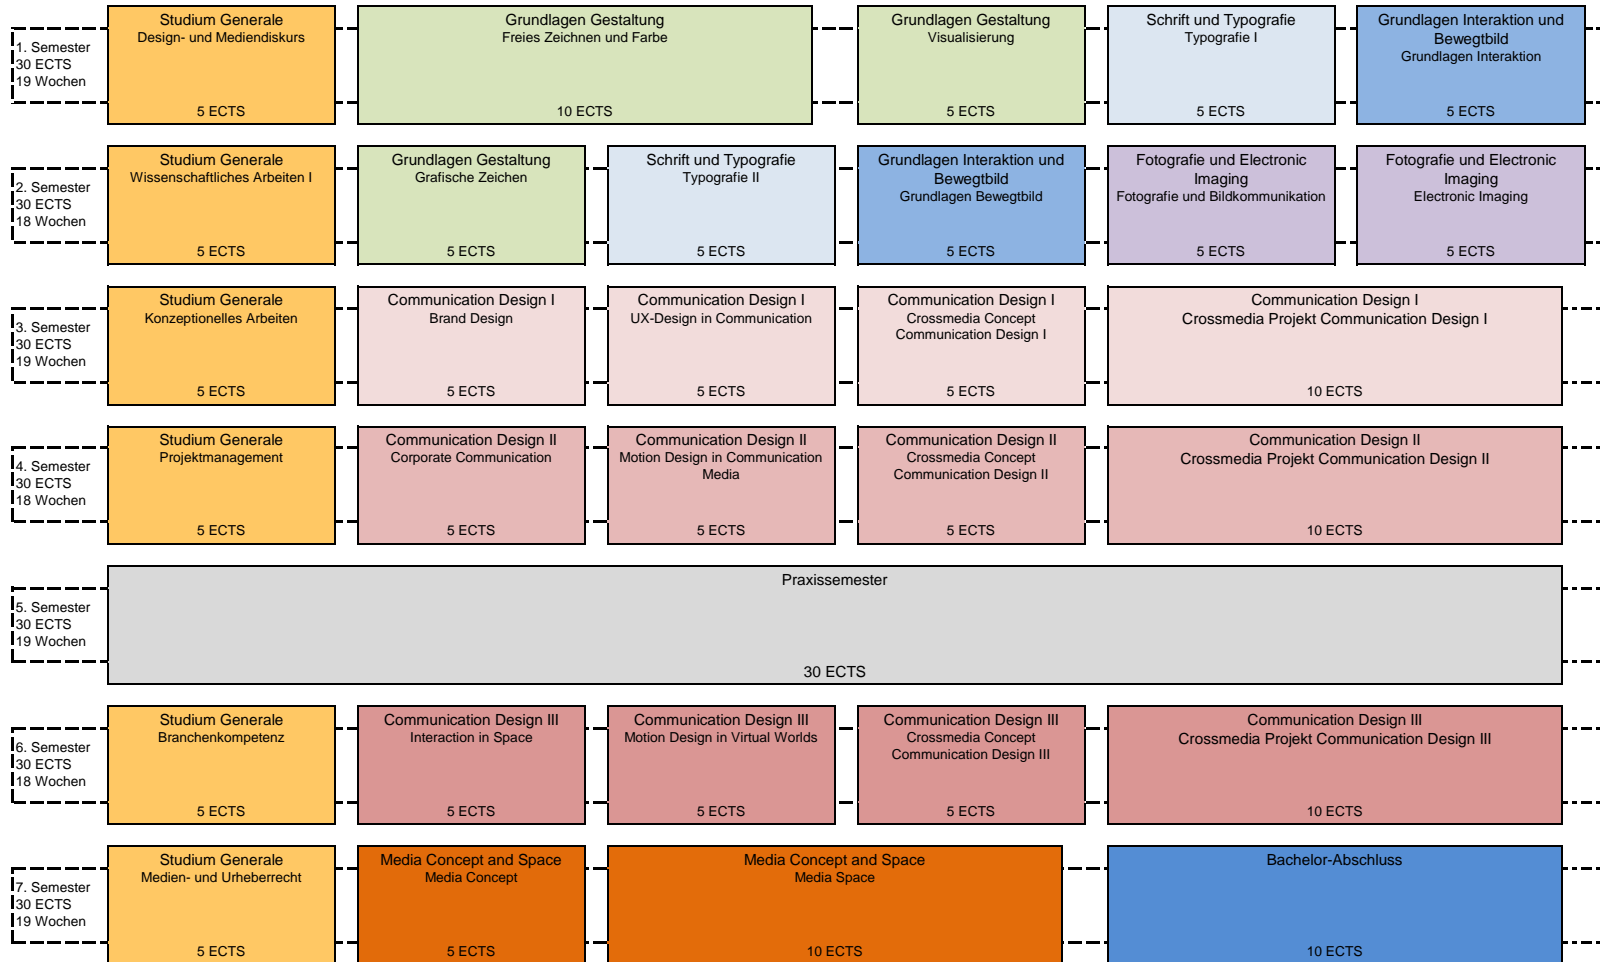 1. Semester
30 ECTS
19 Wochen
Studium Generale
Design- und Mediendiskurs
5 ECTS
Grundlagen Gestaltung
Freies Zeichnen und Farbe
10 ECTS
Grundlagen Gestaltung
Visualisierung
5 ECTS
Schrift und Typografie
Typografie I
5 ECTS
Grundlagen Interaktion und
Bewegtbild
Grundlagen Interaktion
5 ECTS
2. Semester
30 ECTS
18 Wochen
Studium Generale
Wissenschaftliches Arbeiten I
5 ECTS
Grundlagen Gestaltung
Grafische Zeichen
5 ECTS
Schrift und Typografie
Typografie II
5 ECTS
Grundlagen Interaktion und
Bewegtbild
Grundlagen Bewegtbild
5 ECTS
Fotografie und Electronic
Imaging
Fotografie und Bildkommunikation
5 ECTS
Fotografie und Electronic
Imaging
Electronic Imaging
5 ECTS
3. Semester
30 ECTS
19 Wochen
Studium Generale
Konzeptionelles Arbeiten
5 ECTS
Communication Design I
Brand Design
5 ECTS
Communication Design I
UX-Design in Communication
5 ECTS
Communication Design I
Crossmedia Concept
Communication Design I
5 ECTS
Communication Design I
Crossmedia Projekt Communication Design I
10 ECTS
4. Semester
30 ECTS
18 Wochen
Studium Generale
Projektmanagement
5 ECTS
Communication Design II
Corporate Communication
5 ECTS
Communication Design II
Motion Design in Communication
Media
5 ECTS
Communication Design II
Crossmedia Concept
Communication Design II
5 ECTS
Communication Design II
Crossmedia Projekt Communication Design II
10 ECTS
5. Semester
30 ECTS
19 Wochen
Praxissemester
30 ECTS
6. Semester
30 ECTS
18 Wochen
Studium Generale
Branchenkompetenz
5 ECTS
Communication Design III
Interaction in Space
5 ECTS
Communication Design III
Motion Design in Virtual Worlds
5 ECTS
Communication Design III
Crossmedia Concept
Communication Design III
5 ECTS
Communication Design III
Crossmedia Projekt Communication Design III
10 ECTS
7. Semester
30 ECTS
19 Wochen
Studium Generale
Medien- und Urheberrecht
5 ECTS
Media Concept and Space
Media Concept
5 ECTS
Media Concept and Space
Media Space
10 ECTS
Bachelor-Abschluss
10 ECTS